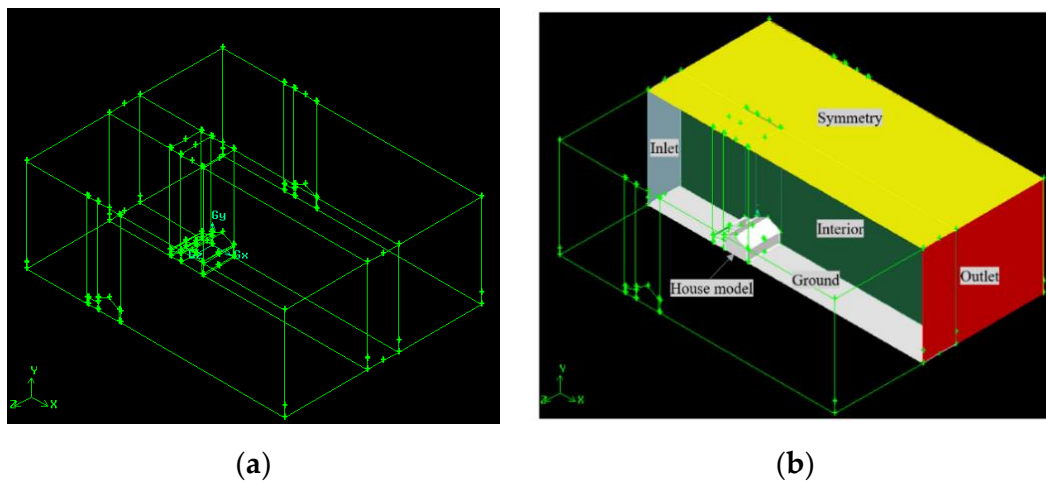 Gy
Gx
Y
Z
X
(a)
Symmetry
Inlet
Interior
Ground
Outlet
House model
Y
Z
X
(b)